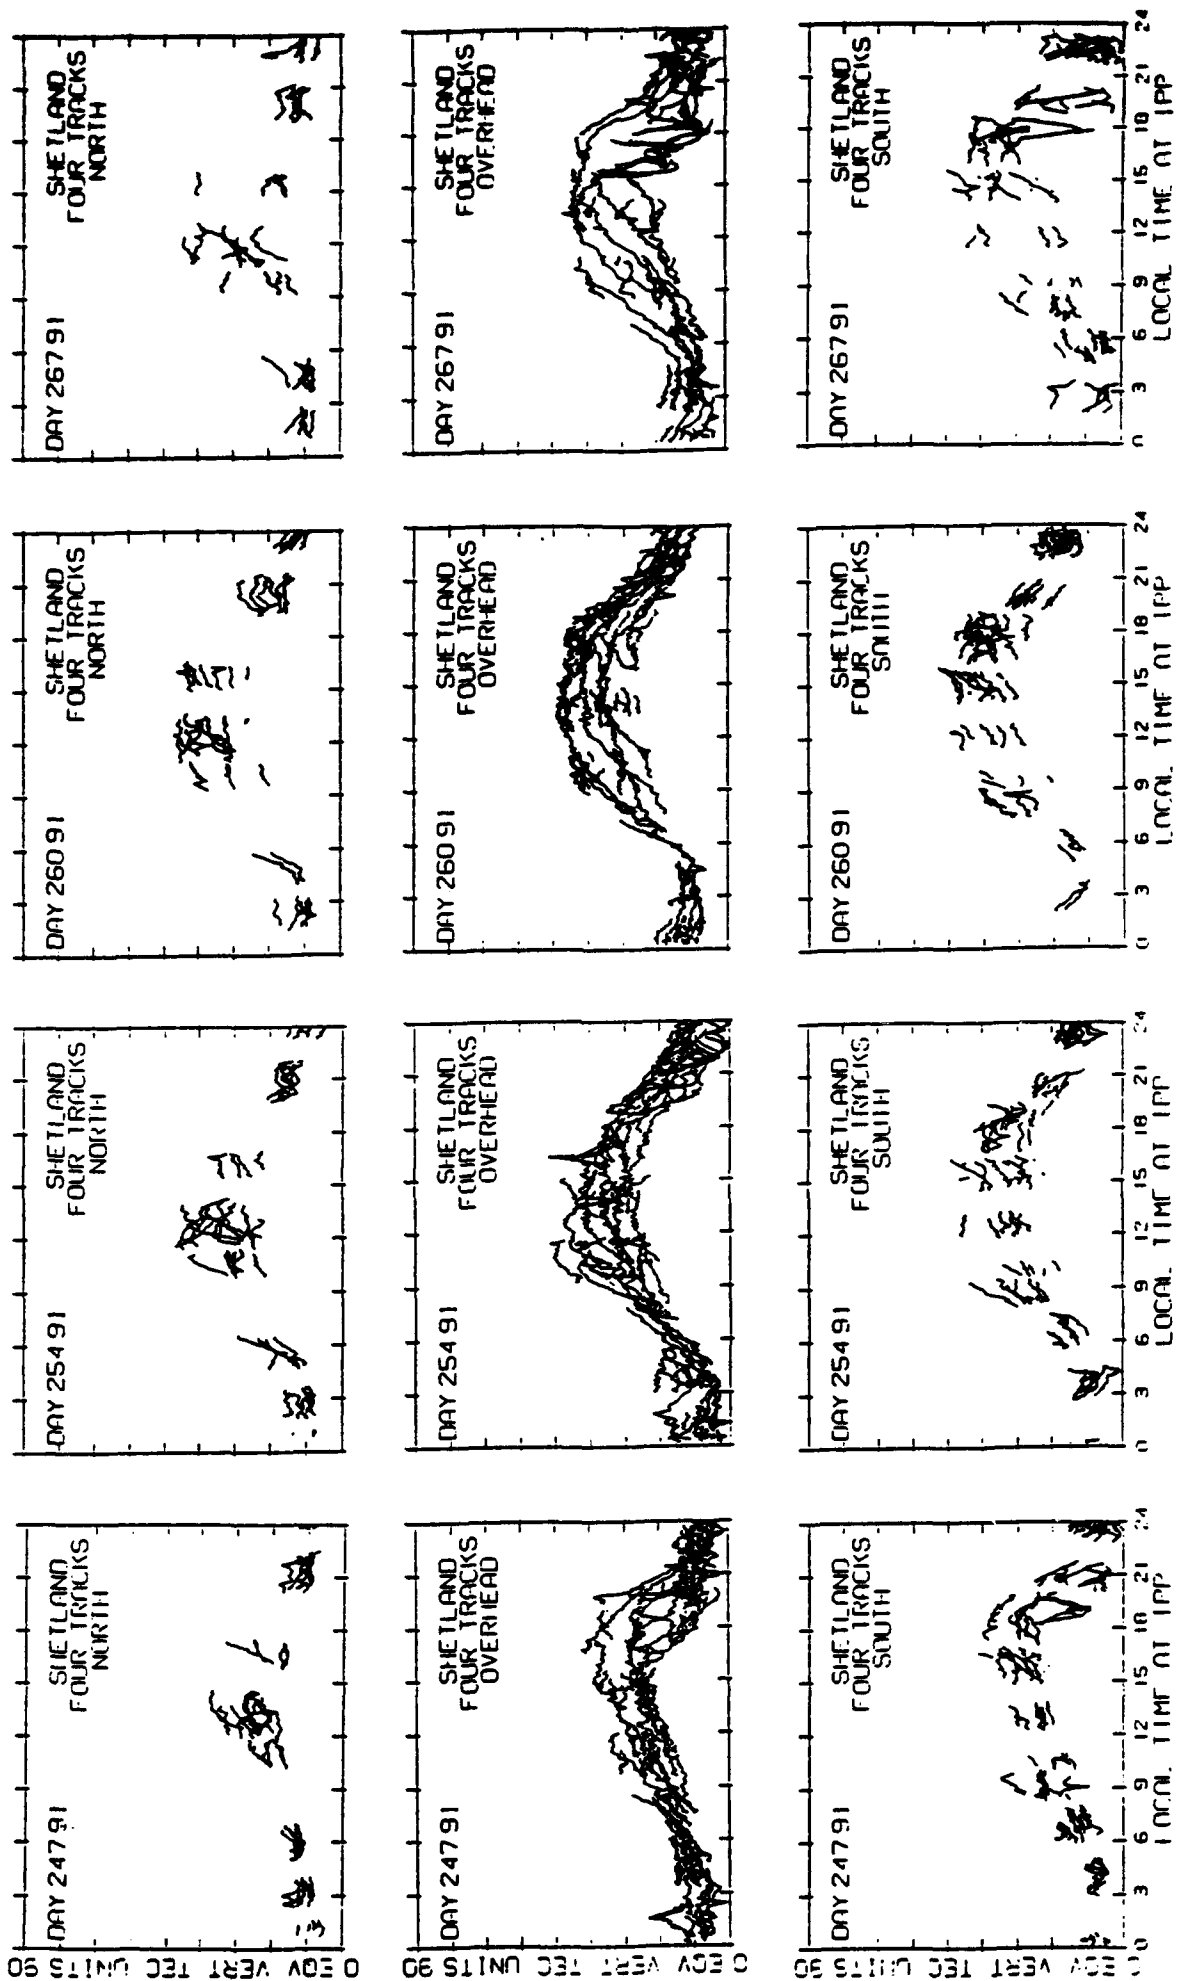 DAY 247 91
SHETLAND
FOUR TRACKS
NORTH
DAY 254 91
SHETLAND
FOUR TRACKS
NORTH
DAY 260 91
SHETLAND
FOUR TRACKS
NORTH
DAY 267 91
SHETLAND
FOUR TRACKS
NORTH
0 EQV VERT TEC UNITS 90
DAY 247 91
SHETLAND
FOUR TRACKS
OVERHEAD
DAY 254 91
SHETLAND
FOUR TRACKS
OVERHEAD
DAY 260 91
SHETLAND
FOUR TRACKS
OVERHEAD
DAY 267 91
SHETLAND
FOUR TRACKS
OVERHEAD
0 EQV VERT TEC UNITS 90
DAY 247 91
SHETLAND
FOUR TRACKS
SOUTH
DAY 254 91
SHETLAND
FOUR TRACKS
SOUTH
DAY 260 91
SHETLAND
FOUR TRACKS
SOUTH
DAY 267 91
SHETLAND
FOUR TRACKS
SOUTH
0 EQV VERT TEC UNITS 90
0 3 6 9 12 15 18 21 24
LOCAL TIME AT IPP
0 3 6 9 12 15 18 21 24
LOCAL TIME AT IPP
0 3 6 9 12 15 18 21 24
LOCAL TIME AT IPP
0 3 6 9 12 15 18 21 24
LOCAL TIME AT IPP